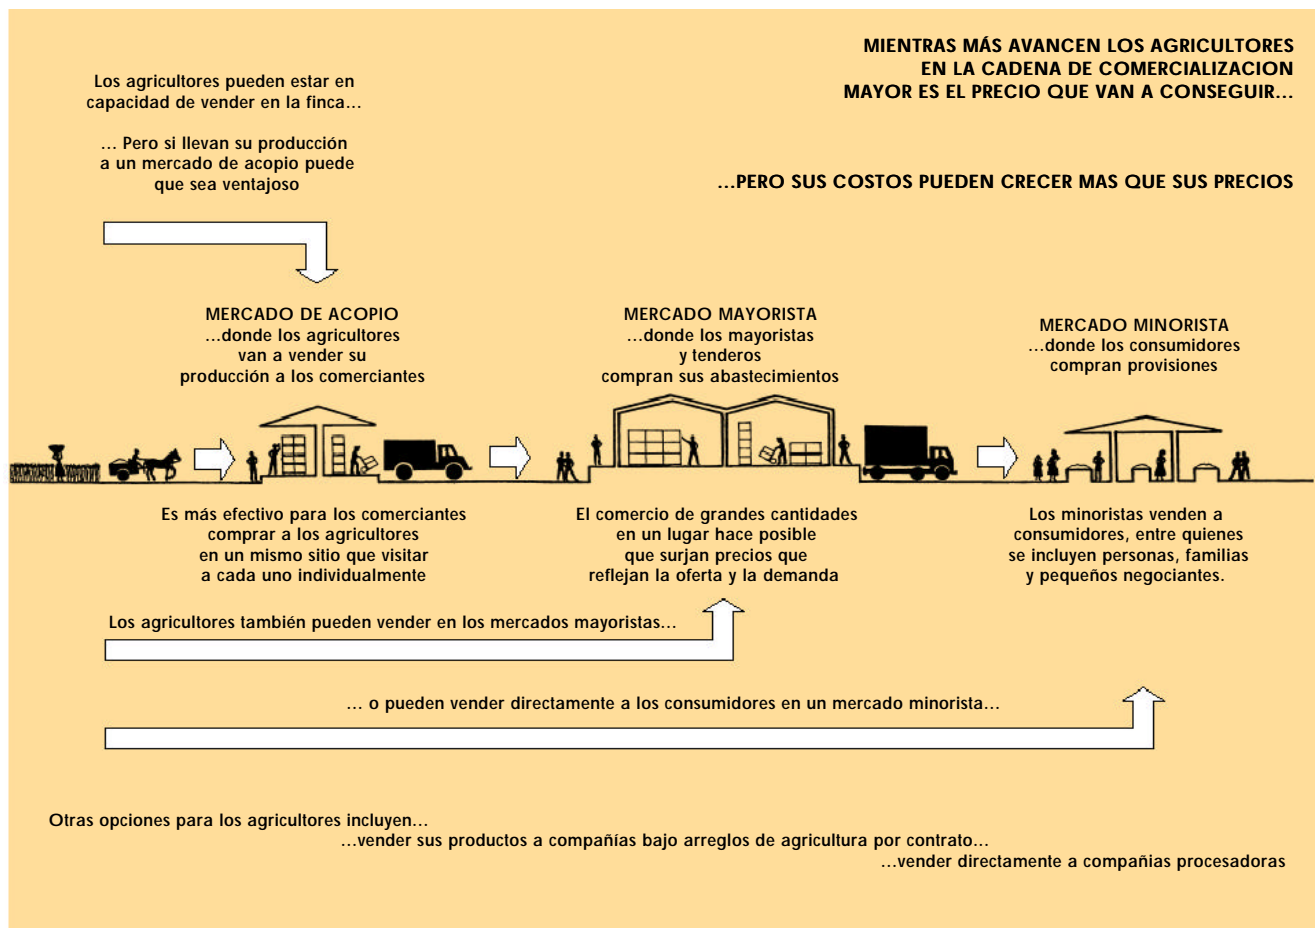 MIENTRAS MÁS AVANCEN LOS AGRICULTORES
EN LA CADENA DE COMERCIALIZACION
MAYOR ES EL PRECIO QUE VAN A CONSEGUIR...
...PERO SUS COSTOS PUEDEN CRECER MAS QUE SUS PRECIOS
Los agricultores pueden estar en
capacidad de vender en la finca...
... Pero si llevan su producción
a un mercado de acopio puede
que sea ventajoso
MERCADO DE ACOPIO
...donde los agricultores
van a vender su
producción a los comerciantes
MERCADO MAYORISTA
...donde los mayoristas
y tenderos
compran sus abastecimientos
MERCADO MINORISTA
...donde los consumidores
compran provisiones
Es más efectivo para los comerciantes
comprar a los agricultores
en un mismo sitio que visitar
a cada uno individualmente
El comercio de grandes cantidades
en un lugar hace posible
que surjan precios que
reflejan la oferta y la demanda
Los minoristas venden a
consumidores, entre quienes
se incluyen personas, familias
y pequeños negociantes.
Los agricultores también pueden vender en los mercados mayoristas...
... o pueden vender directamente a los consumidores en un mercado minorista...
Otras opciones para los agricultores incluyen...
...vender sus productos a compañías bajo arreglos de agricultura por contrato...
...vender directamente a compañias procesadoras